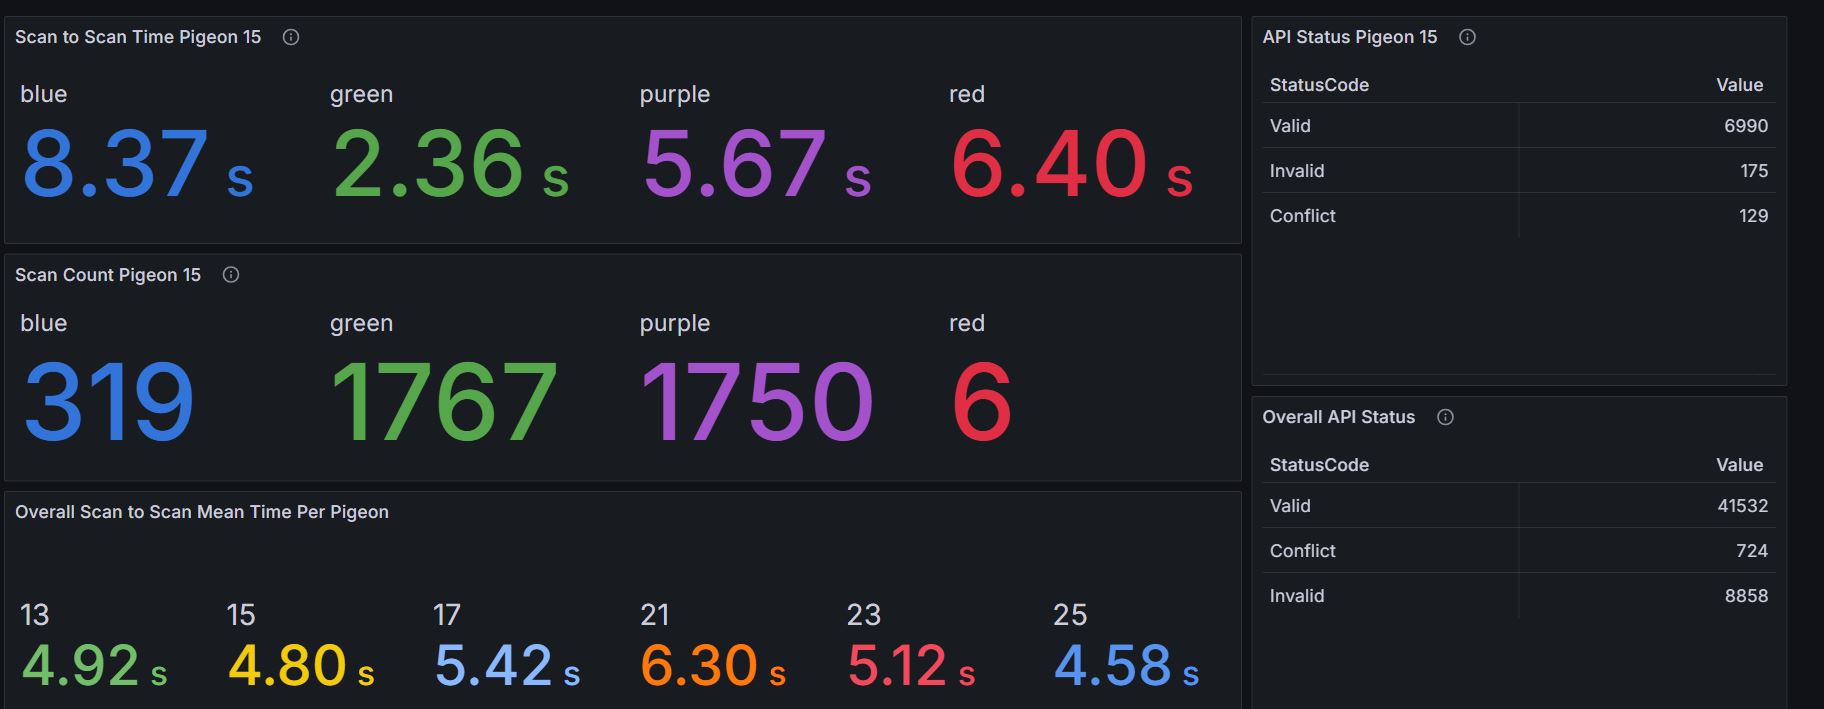 Scan to Scan Time Pigeon 15
blue green purple red
8.37 s 2.36 s 5.67 s 6.40 s
Scan Count Pigeon 15
blue green purple red
319 1767 1750 6
Overall Scan to Scan Mean Time Per Pigeon
13 15 17 21 23 25
4.92 s 4.80 s 5.42 s 6.30 s 5.12 s 4.58 s
API Status Pigeon 15
StatusCode Value
Valid 6990
Invalid 175
Conflict 129
Overall API Status
StatusCode Value
Valid 41532
Conflict 724
Invalid 8858